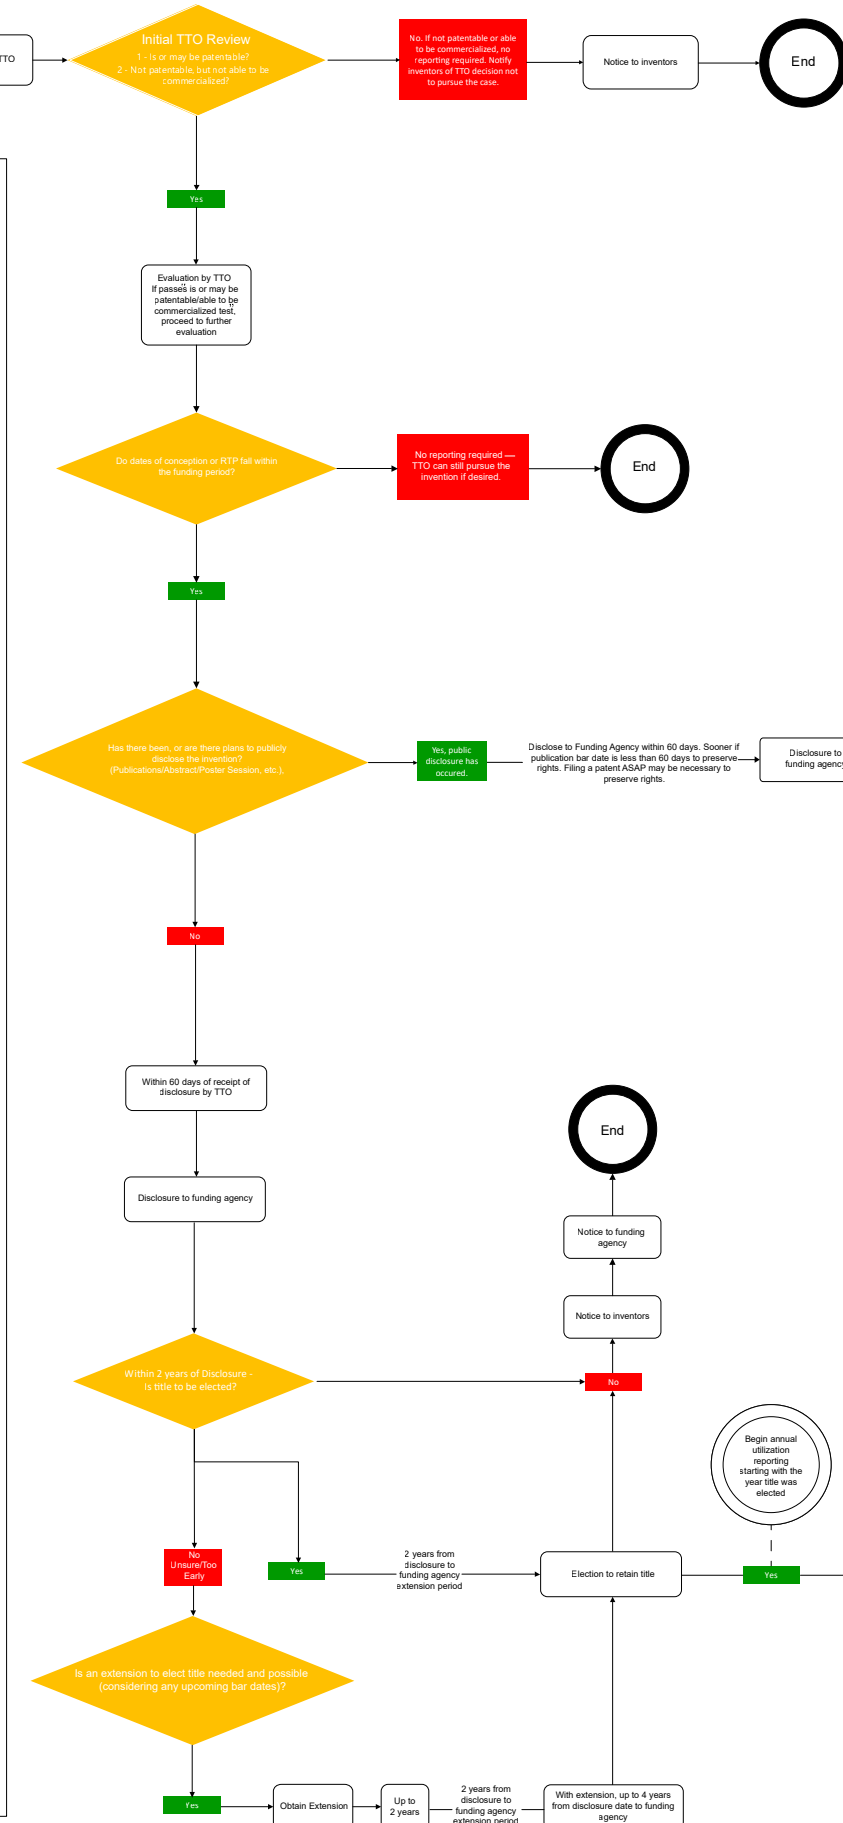 TTO
Initial TTO Review
1 - Is or may be patentable?
2 - Not patentable, but not able to be
commercialized?
No. If not patentable or able
to be commercialized, no
reporting required. Notify
inventors of TTO decision not
to pursue the case.
Notice to inventors
End
Yes
Evaluation by TTO
If passes "is or may be
patentable/able to be
commercialized test",
proceed to further
evaluation
Do dates of conception or RTP fall within
the funding period?
No reporting required —
TTO can still pursue the
invention if desired.
End
Yes
Has there been, or are there plans to publicly
disclose the invention?
(Publications/Abstract/Poster Session, etc.),
Yes, public
disclosure has
occured.
Disclose to Funding Agency within 60 days. Sooner if
publication bar date is less than 60 days to preserve
rights. Filing a patent ASAP may be necessary to
preserve rights.
Disclosure to
funding agency
No
Within 60 days of receipt of
disclosure by TTO
Disclosure to funding agency
End
Notice to funding
agency
Notice to inventors
Within 2 years of Disclosure -
Is title to be elected?
No
Begin annual
utilization
reporting
starting with the
year title was
elected
No
Unsure/Too
Early
Yes
2 years from
disclosure to
funding agency
extension period
Election to retain title
Yes
Is an extension to elect title needed and possible
(considering any upcoming bar dates)?
Yes
Obtain Extension
Up to
2 years
2 years from
disclosure to
funding agency
extension period
With extension, up to 4 years
from disclosure date to funding
agency